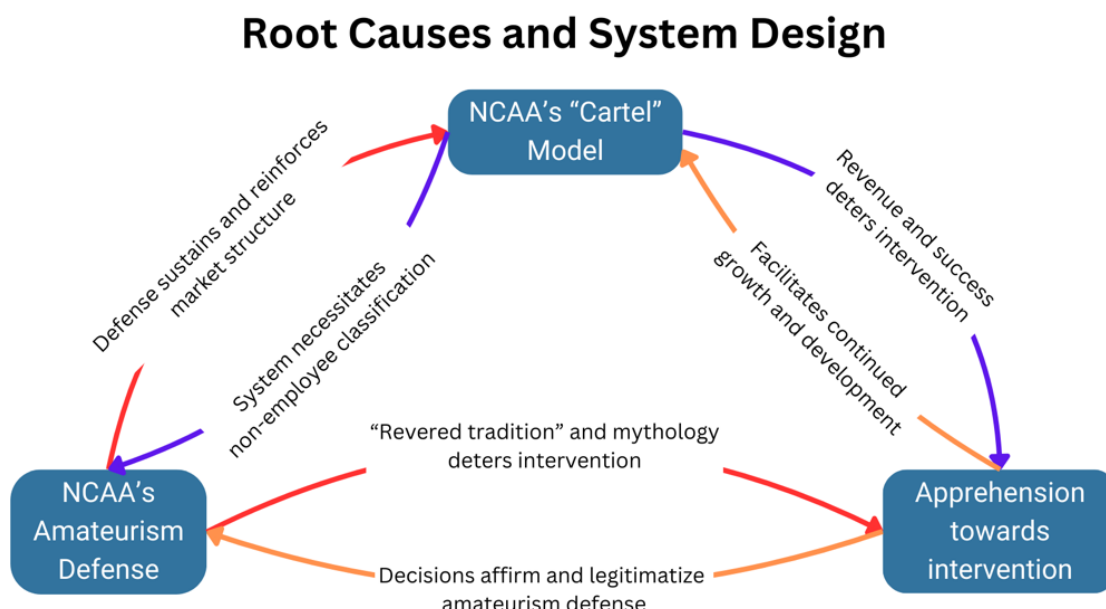 Root Causes and System Design
NCAA’s “Cartel”
Model
Defense sustains and reinforces
market structure
System necessitates
non-employee classification
Revenue and success
deters intervention
Facilitates continued
growth and development
“Revered tradition” and mythology
deters intervention
NCAA’s
Amateurism
Defense
Apprehension
towards
intervention
Decisions affirm and legitimatize
amateurism defense